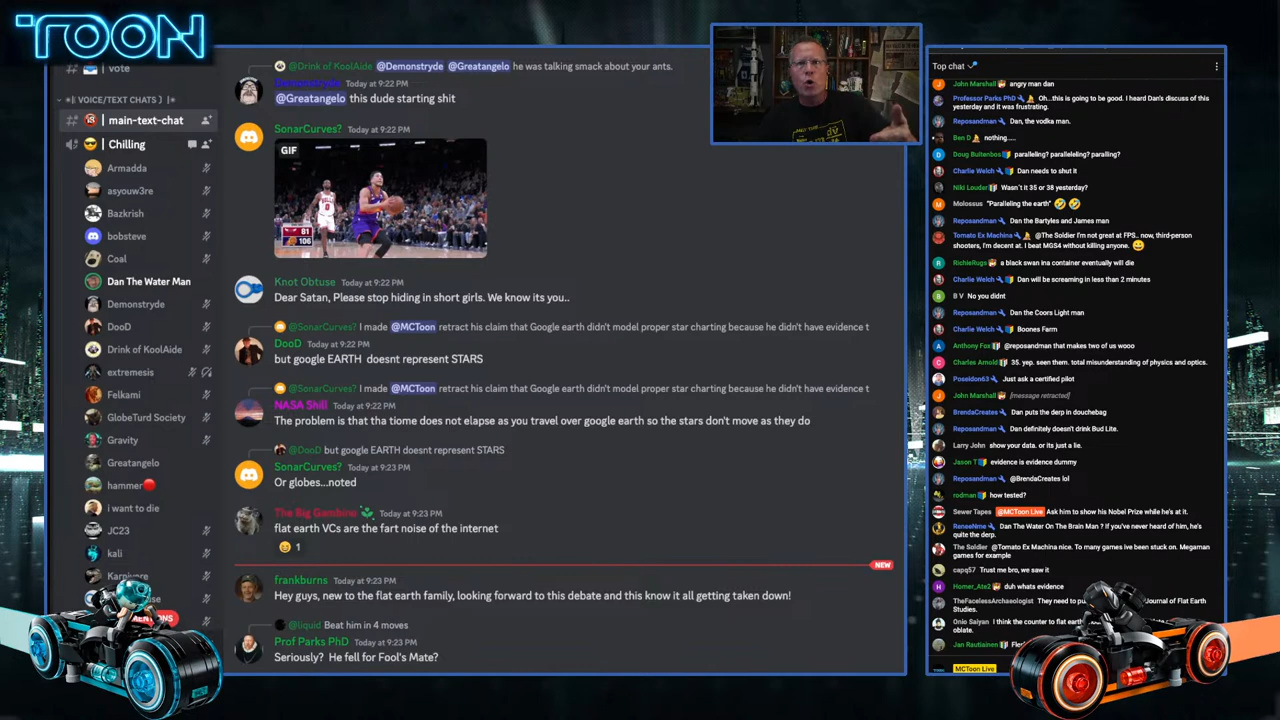 TOON
vote
VOICE/TEXT CHATS
main-text-chat
Chilling
Armadda
asyouw3re
Bazkrish
bobsteve
Coal
Dan The Water Man
Demonstryde
DooD
Drink of KoolAide
extremesis
Felkami
GlobeTurd Society
Gravity
Greatangelo
hammer
i want to die
JC23
kali
@Drink of KoolAide @Demonstryde @Greatangelo he was talking smack about your ants.
Demonstryde Today at 9:22 PM
@Greatangelo this dude starting shit
SonarCurves? Today at 9:22 PM
GIF
81
106
Knot Obtuse Today at 9:22 PM
Dear Satan, Please stop hiding in short girls. We know its you..
@SonarCurves? I made @MCToon retract his claim that Google earth didn't model proper star charting because he didn't have evidence t
DooD Today at 9:22 PM
but google EARTH doesnt represent STARS
@SonarCurves? I made @MCToon retract his claim that Google earth didn't model proper star charting because he didn't have evidence t
NASA Shill Today at 9:22 PM
The problem is that tha tiome does not elapse as you travel over google earth so the stars don't move as they do
@DooD but google EARTH doesnt represent STARS
SonarCurves? Today at 9:23 PM
Or globes...noted
The Big Gambino Today at 9:23 PM
flat earth VCs are the fart noise of the internet
1
NEW
frankburns Today at 9:23 PM
Hey guys, new to the flat earth family, looking forward to this debate and this know it all getting taken down!
@liquid Beat him in 4 moves
Prof Parks PhD Today at 9:23 PM
Seriously? He fell for Fool's Mate?
Top chat
John Marshall angry man dan
Professor Parks PhD Oh...this is going to be good. I heard Dan's discuss of this
yesterday and it was frustrating.
Reposandman Dan, the vodka man.
Ben D nothing.....
Doug Buitenbos paralleling? paralleleling? paralling?
Charlie Welch Dan needs to shut it
Niki Louder Wasn't it 35 or 38 yesterday?
Molossus "Paralleling the earth"
Reposandman Dan the Bartyles and James man
Tomato Ex Machina @The Soldier I'm not great at FPS.. now, third-person
shooters, I'm decent at. I beat MGS4 without killing anyone.
RichieRugs a black swan ina container eventually will die
Charlie Welch Dan will be screaming in less than 2 minutes
B V No you didnt
Reposandman Dan the Coors Light man
Charlie Welch Boones Farm
Anthony Fox @reposandman that makes two of us wooo
Charles Arnold 35. yep. seen them. total misunderstanding of physics and optics.
Poseidon63 Just ask a certified pilot
John Marshall [message retracted]
BrendaCreates Dan puts the derp in douchebag
Reposandman Dan definitely doesn't drink Bud Lite.
Larry John show your data. or its just a lie.
Jason T evidence is evidence dummy
Reposandman @BrendaCreates lol
rodman how tested?
Sewer Tapes @MCToon Live Ask him to show his Nobel Prize while he's at it.
ReneeNme Dan The Water On The Brain Man ? If you've never heard of him, he's
quite the derp.
The Soldier @Tomato Ex Machina nice. To many games ive been stuck on. Megaman
games for example
capq57 Trust me bro, we saw it
Homer_Ate2 duh whats evidence
TheFacelessArchaeologist They need to
Journal of Flat Earth
Studies.
Onio Saiyan I think the counter to flat
oblate.
Jan Rautiainen
MCToon Live